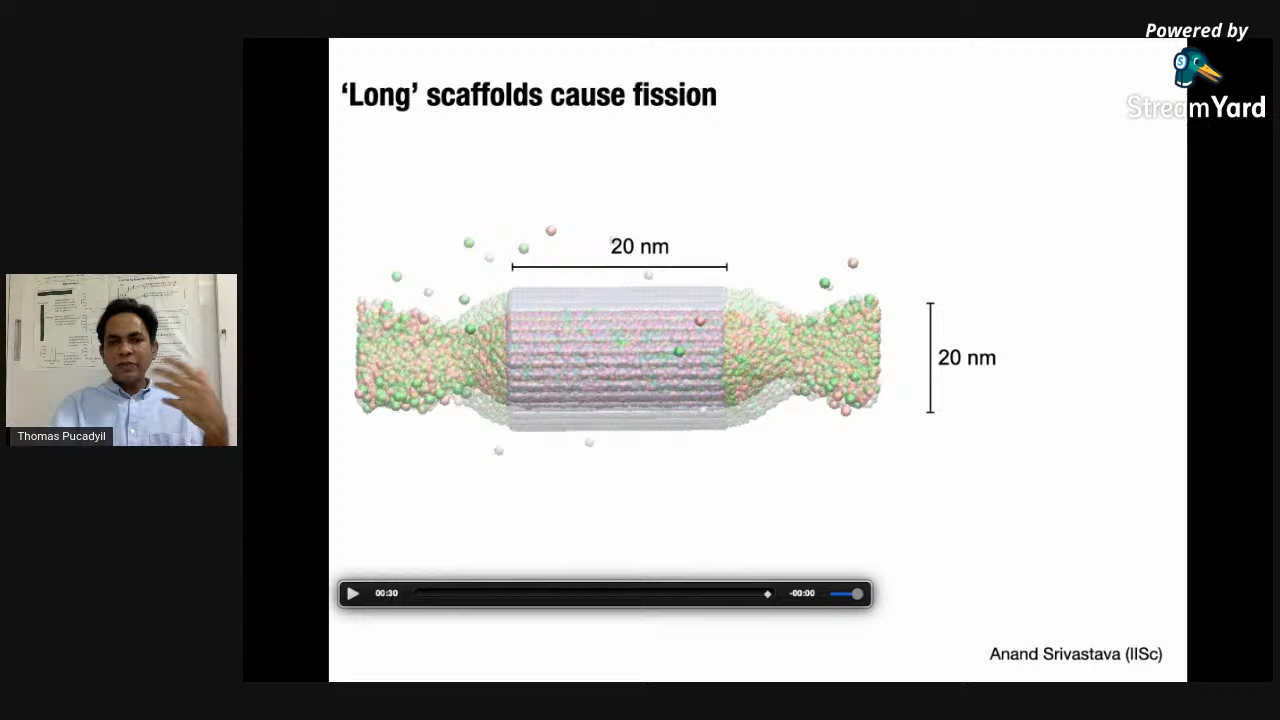 Powered by
StreamYard
‘Long’ scaffolds cause fission
20 nm
20 nm
Thomas Pucadyil
00:30
-00:00
Anand Srivastava (IISc)